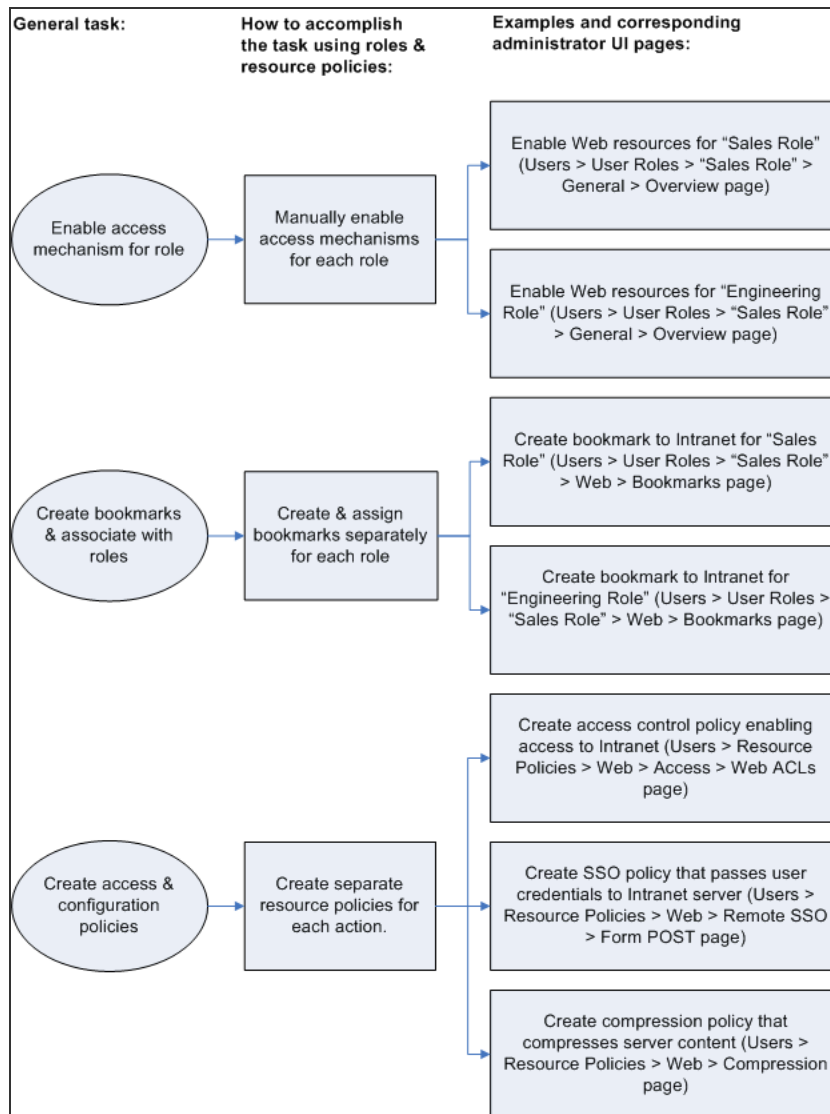 General task:
How to accomplish
the task using roles &
resource policies:
Examples and corresponding
administrator UI pages:
Enable access
mechanism for role
Manually enable
access mechanisms
for each role
Enable Web resources for “Sales Role”
(Users > User Roles > “Sales Role” >
General > Overview page)
Enable Web resources for “Engineering
Role” (Users > User Roles > “Sales Role”
> General > Overview page)
Create bookmarks
& associate with
roles
Create & assign
bookmarks separately
for each role
Create bookmark to Intranet for “Sales
Role” (Users > User Roles > “Sales Role”
> Web > Bookmarks page)
Create bookmark to Intranet for
“Engineering Role” (Users > User Roles >
“Sales Role” > Web > Bookmarks page)
Create access &
configuration
policies
Create separate
resource policies for
each action.
Create access control policy enabling
access to Intranet (Users > Resource
Policies > Web > Access > Web ACLs
page)
Create SSO policy that passes user
credentials to Intranet server (Users >
Resource Policies > Web > Remote SSO
> Form POST page)
Create compression policy that
compresses server content (Users >
Resource Policies > Web > Compression
page)